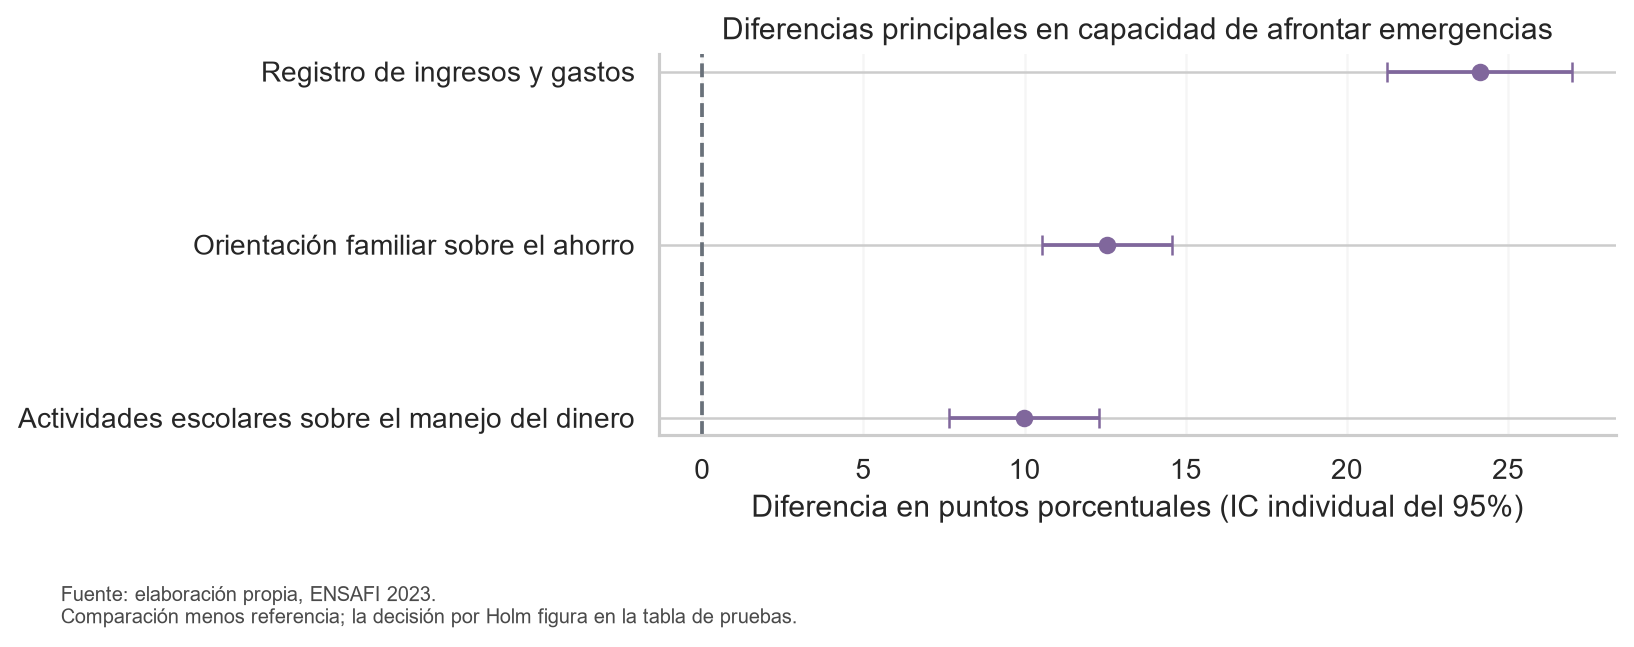 Diferencias principales en capacidad de afrontar emergencias
Registro de ingresos y gastos
Orientación familiar sobre el ahorro
Actividades escolares sobre el manejo del dinero
0 5 10 15 20 25
Diferencia en puntos porcentuales (IC individual del 95%)
Fuente: elaboración propia, ENSAFI 2023.
Comparación menos referencia; la decisión por Holm figura en la tabla de pruebas.